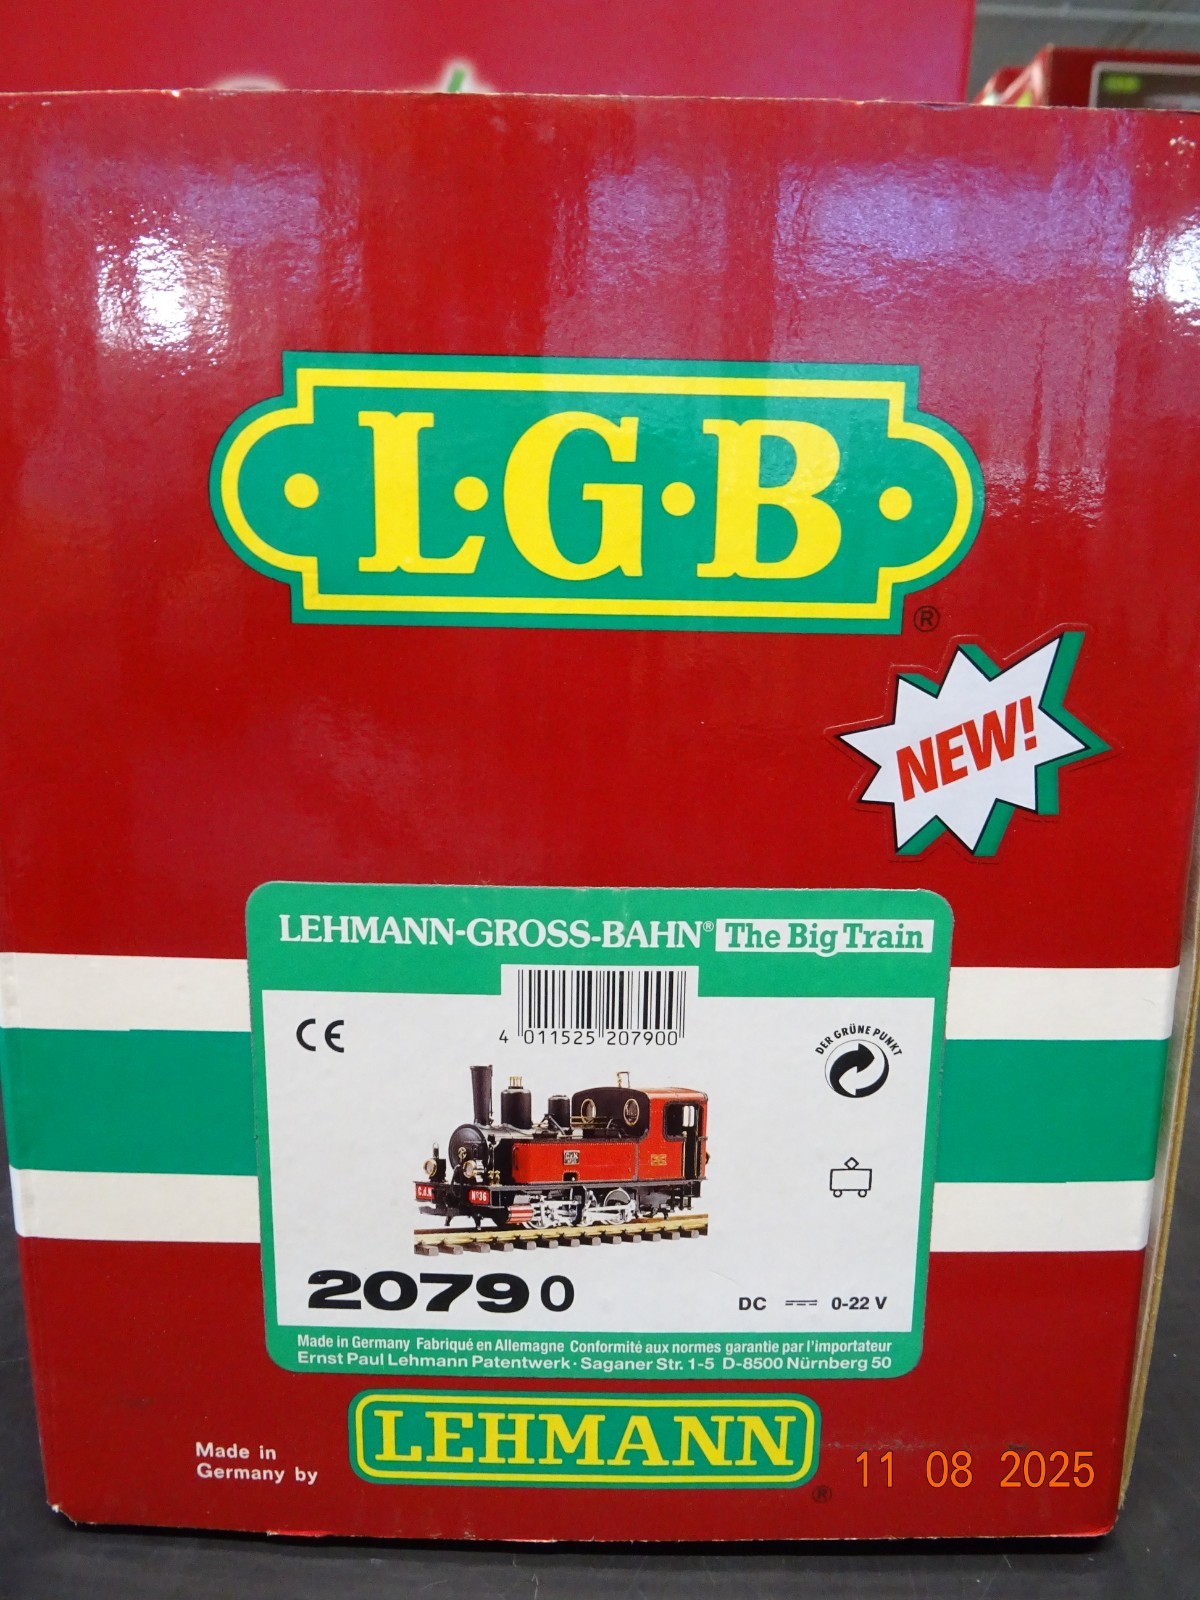 L·G·B
®
NEW!
LEHMANN-GROSS-BAHN® The Big Train
4 011525 207900
CE
DER GRÜNE PUNKT
C.d.N
Nº36
20790
DC 0-22 V
Made in Germany Fabriqué en Allemagne Conformité aux normes garantie par l'importateur
Ernst Paul Lehmann Patentwerk · Saganer Str. 1-5 D-8500 Nürnberg 50
Made in
Germany by
LEHMANN
®
11 08 2025